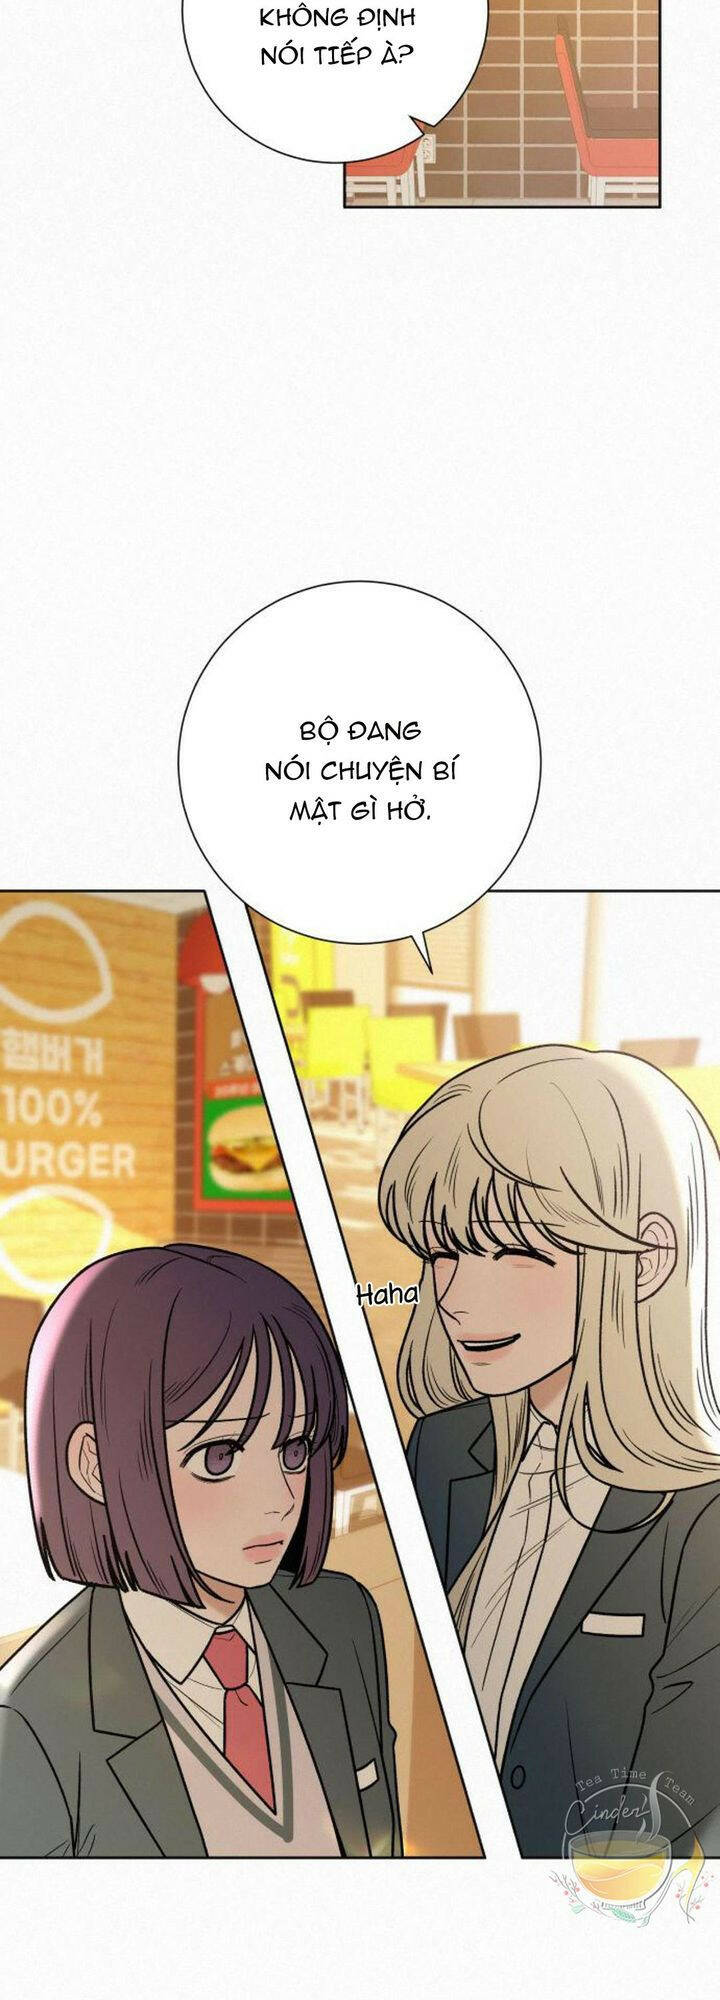 KHÔNG ĐỊNH
NÓI TIẾP À?
BỘ ĐANG
NÓI CHUYỆN BÍ
MẬT GÌ HỞ.
햄버거
100%
URGER
Haha
Tea Time Team
Cinder